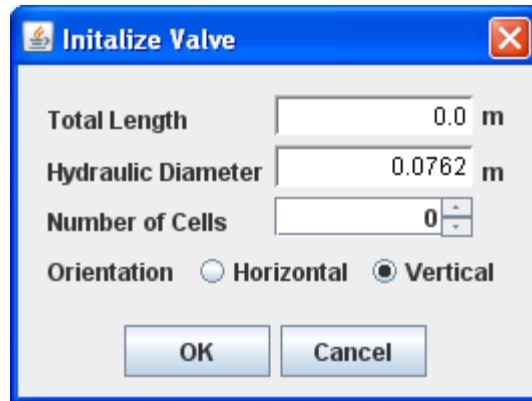 Initalize Valve
Total Length 0.0 m
Hydraulic Diameter 0.0762 m
Number of Cells 0
Orientation Horizontal Vertical
OK Cancel